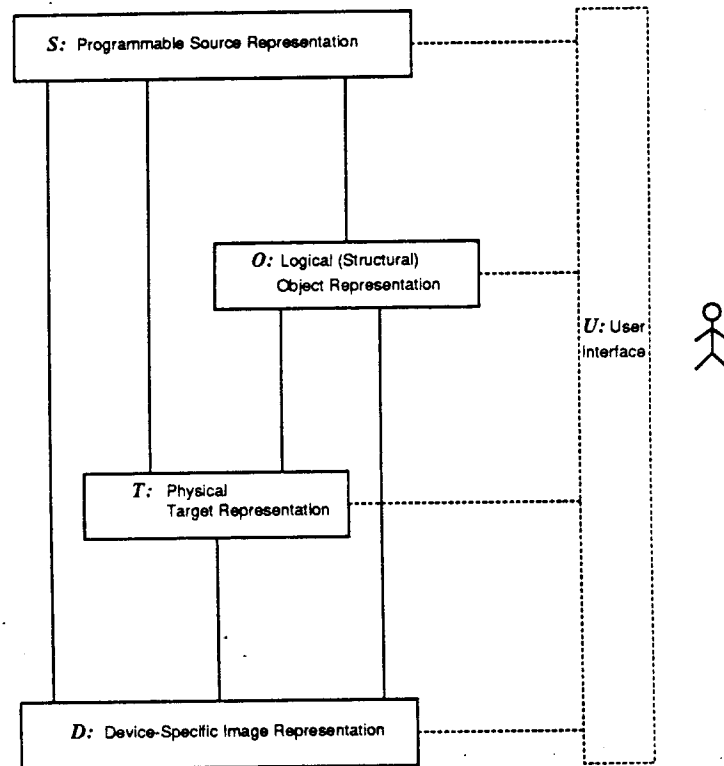 S: Programmable Source Representation
O: Logical (Structural)
Object Representation
U: User
Interface
T: Physical
Target Representation
D: Device-Specific Image Representation